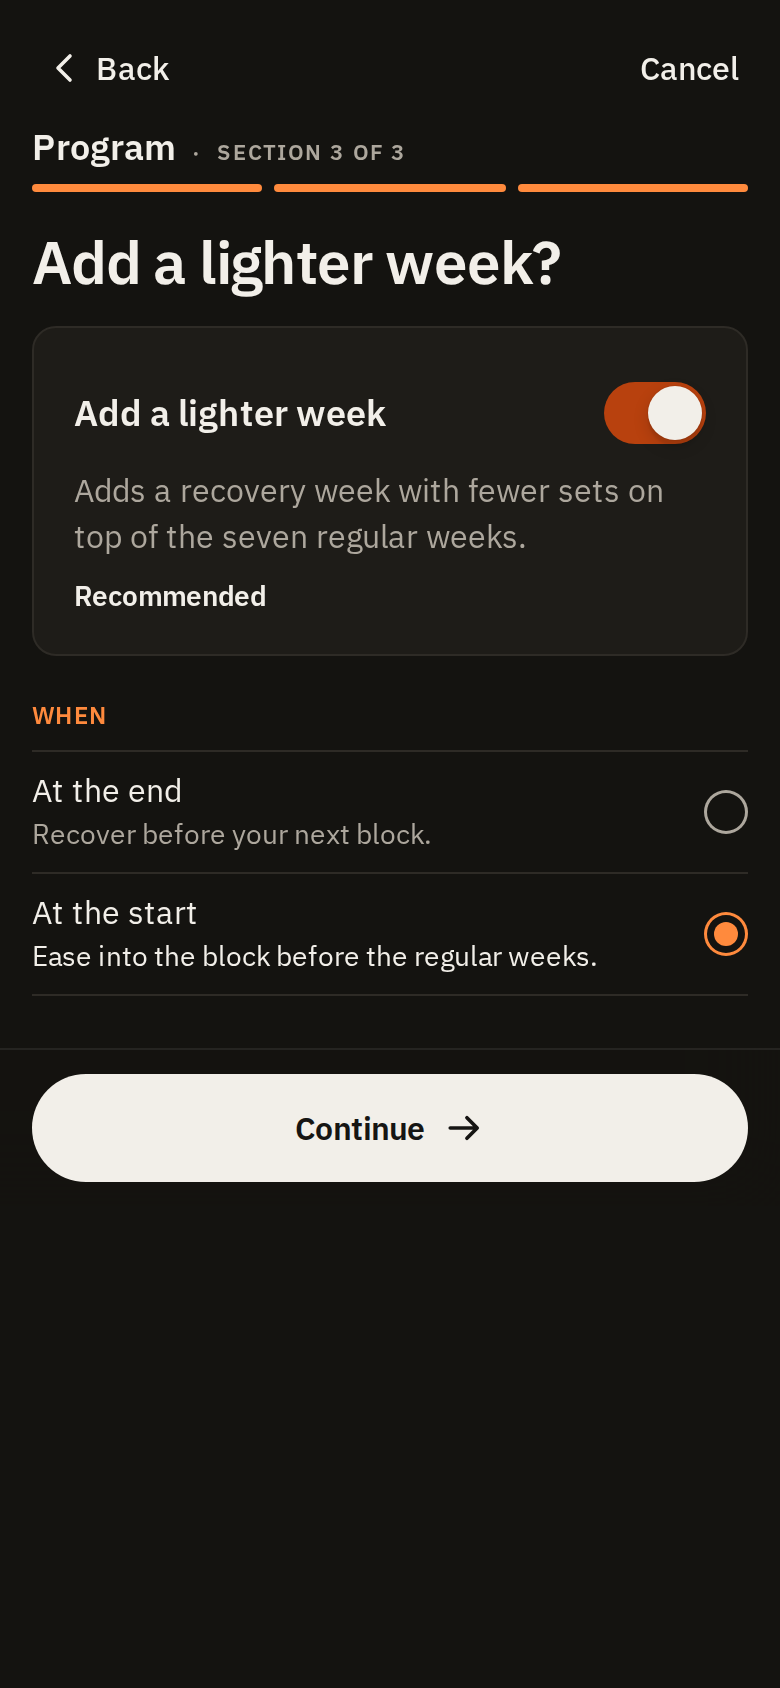 Back
Cancel
Program · SECTION 3 OF 3
Add a lighter week?
Add a lighter week
Adds a recovery week with fewer sets on
top of the seven regular weeks.
Recommended
WHEN
At the end
Recover before your next block.
At the start
Ease into the block before the regular weeks.
Continue